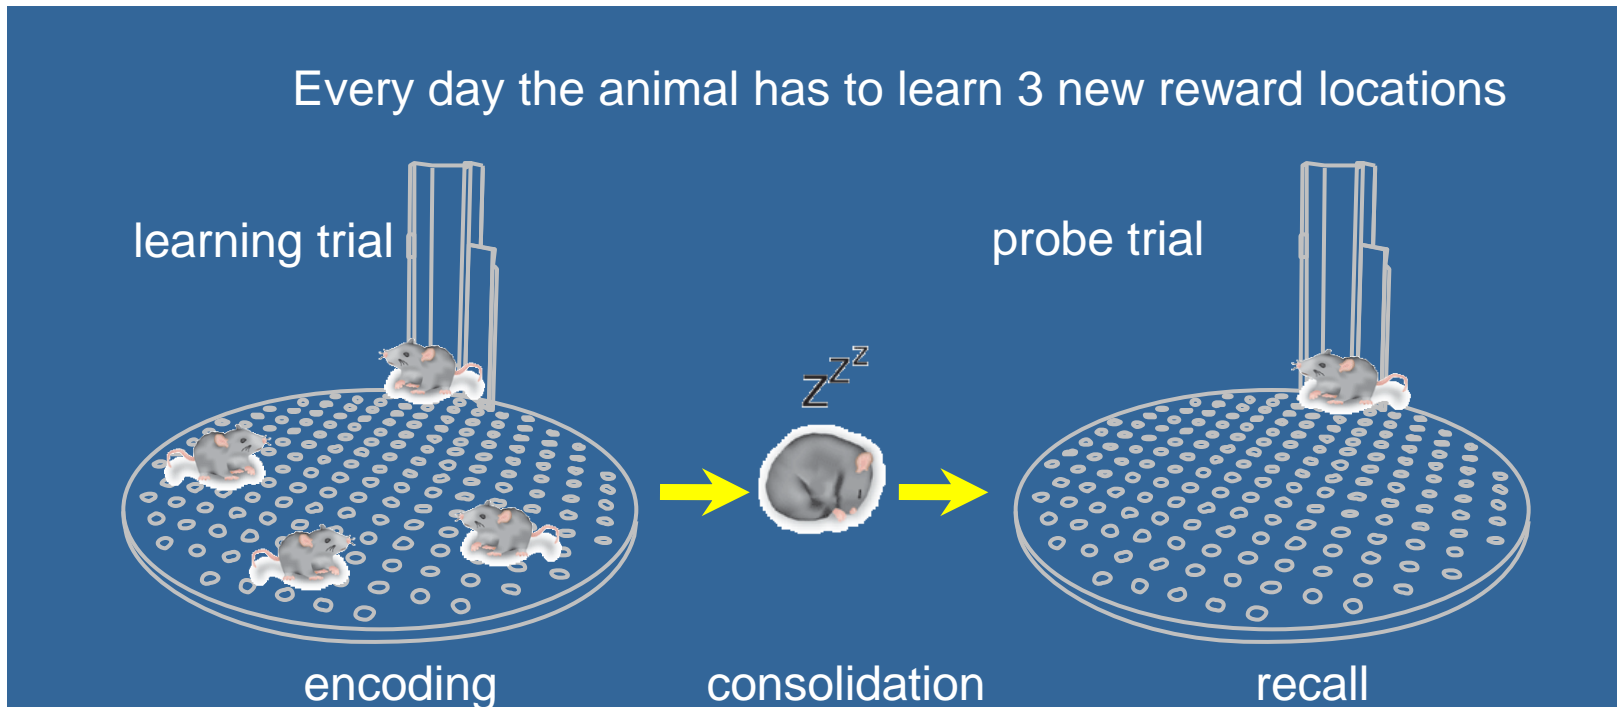 Every day the animal has to learn 3 new reward locations
learning trial
probe trial
zzz
encoding
consolidation
recall